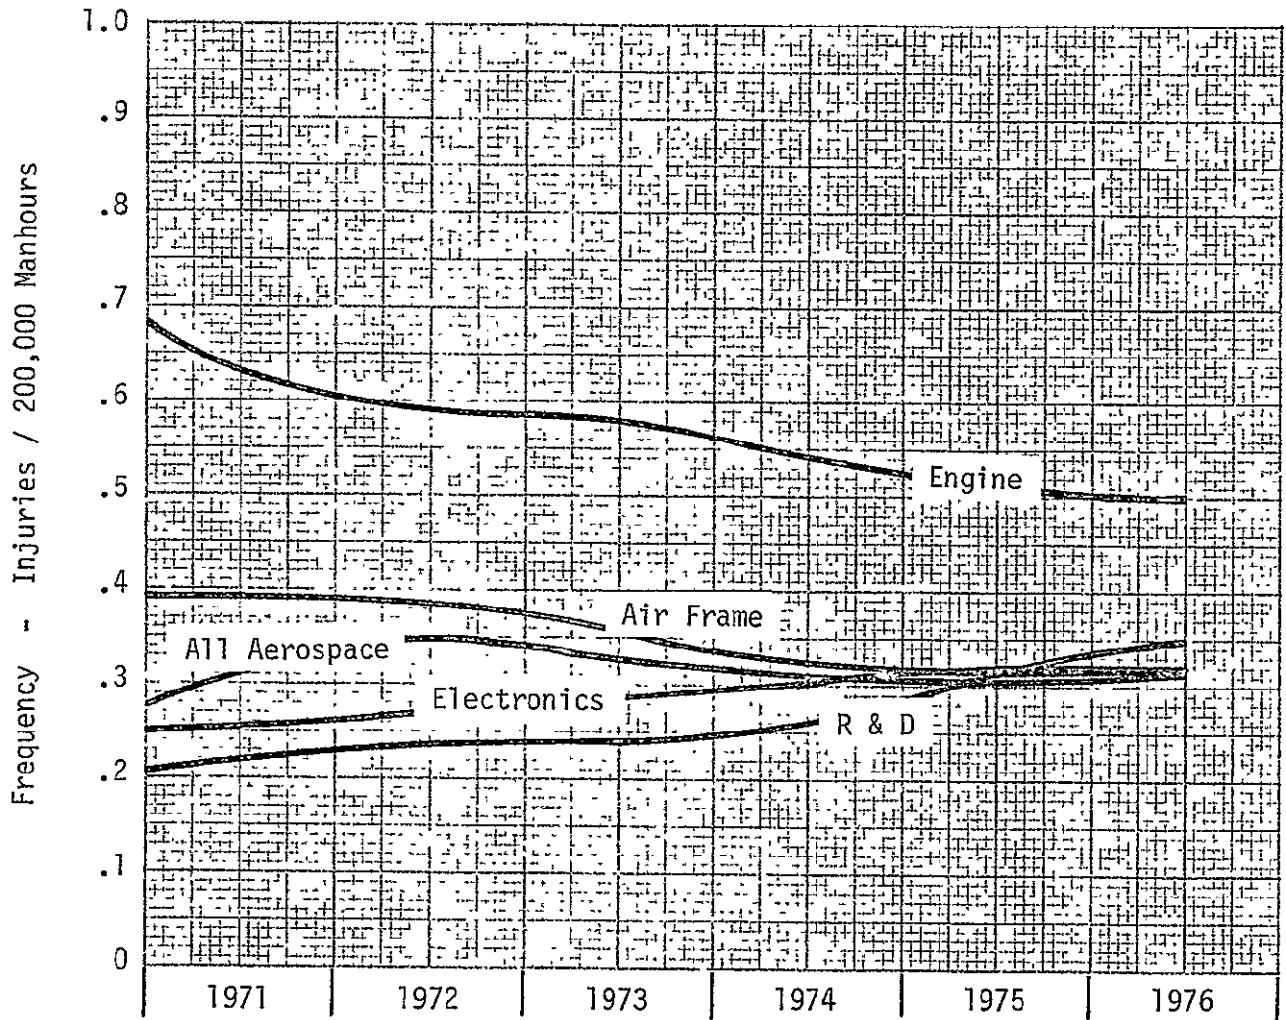 Frequency - Injuries / 200,000 Manhours
1.0
.9
.8
.7
.6
.5
.4
.3
.2
.1
0
Engine
Air Frame
All Aerospace
Electronics
R & D
1971 1972 1973 1974 1975 1976